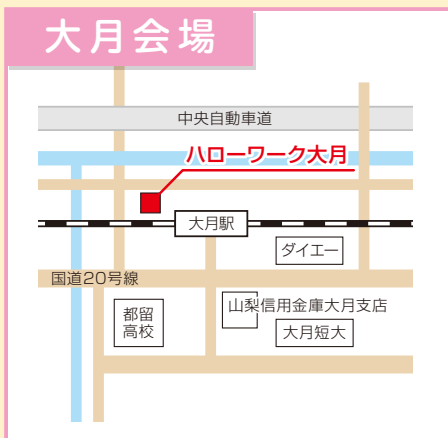 大月会場
中央自動車道
ハローワーク大月
大月駅
ダイエー
国道20号線
都留
高校
山梨信用金庫大月支店
大月短大